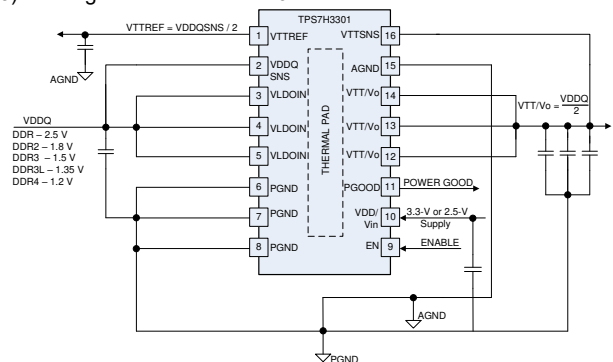 TPS7H3301
VTTREF = VDDQSNS / 2
1 VTTREF
VTTSNS 16
AGND
2 VDDQ
SNS
AGND 15
3 VLDOIN
VTT/Vo 14
VTT/Vo = VDDQ
2
VDDQ
DDR – 2.5 V
DDR2 – 1.8 V
DDR3 – 1.5 V
DDR3L – 1.35 V
DDR4 – 1.2 V
4 VLDOIN
THERMAL PAD
VTT/Vo 13
5 VLDOIN
VTT/Vo 12
6 PGND
PGOOD 11 POWER GOOD
7 PGND
VDD/
Vin 10 3.3-V or 2.5-V
Supply
8 PGND
EN 9 ENABLE
AGND
PGND